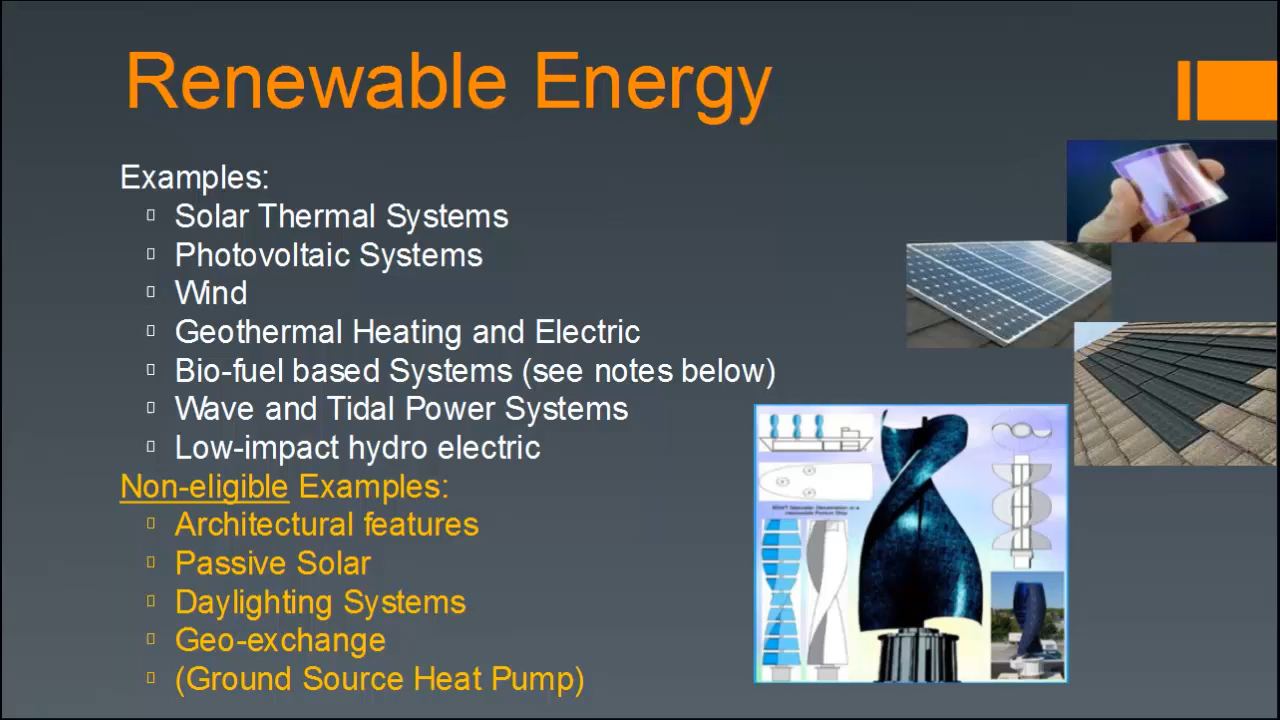 Renewable Energy
Examples:
Solar Thermal Systems
Photovoltaic Systems
Wind
Geothermal Heating and Electric
Bio-fuel based Systems (see notes below)
Wave and Tidal Power Systems
Low-impact hydro electric
Non-eligible Examples:
Architectural features
Passive Solar
Daylighting Systems
Geo-exchange
(Ground Source Heat Pump)